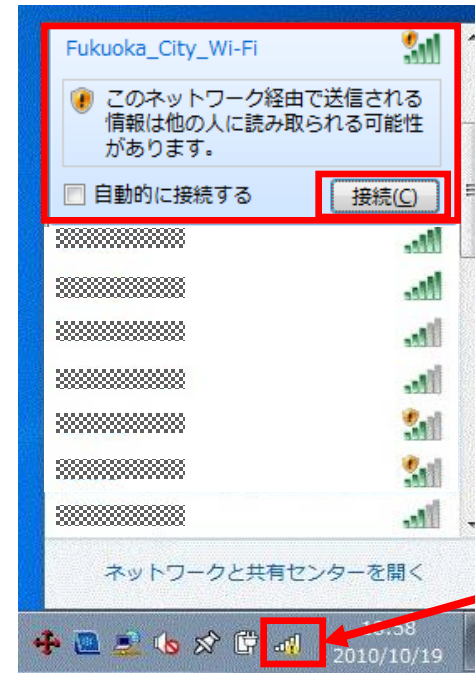 Fukuoka_City_Wi-Fi
このネットワーク経由で送信される
情報は他の人に読み取られる可能性
があります。
自動的に接続する
接続(C)
ネットワークと共有センターを開く
2010/10/19